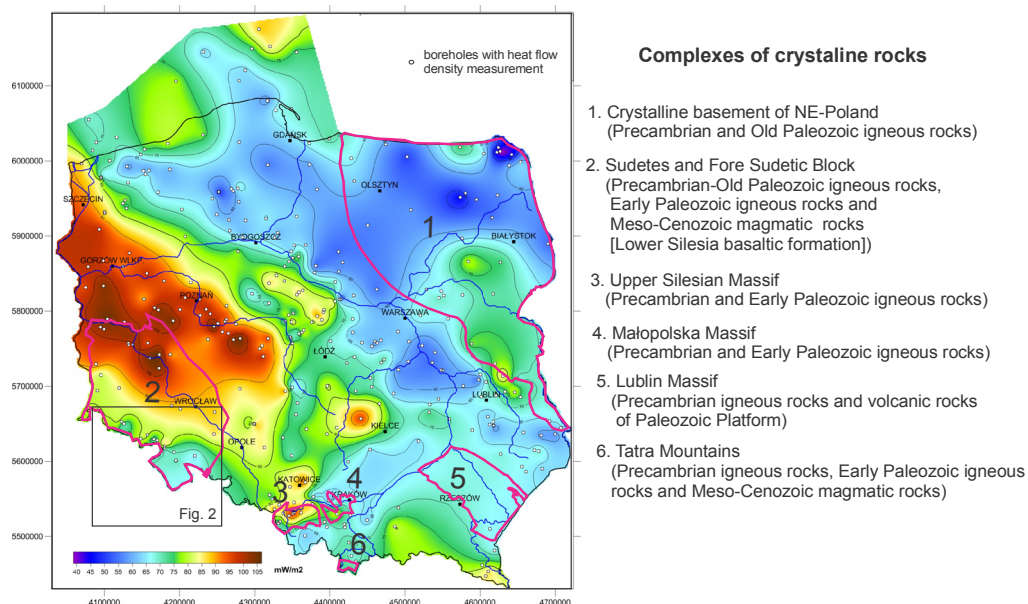 boreholes with heat flow
density measurement
Complexes of crystaline rocks
1. Crystalline basement of NE-Poland
(Precambrian and Old Paleozoic igneous rocks)
2. Sudetes and Fore Sudetic Block
(Precambrian-Old Paleozoic igneous rocks,
Early Paleozoic igneous rocks and
Meso-Cenozoic magmatic rocks
[Lower Silesia basaltic formation])
3. Upper Silesian Massif
(Precambrian and Early Paleozoic igneous rocks)
4. Małopolska Massif
(Precambrian and Early Paleozoic igneous rocks)
5. Lublin Massif
(Precambrian igneous rocks and volcanic rocks
of Paleozoic Platform)
6. Tatra Mountains
(Precambrian igneous rocks, Early Paleozoic igneous
rocks and Meso-Cenozoic magmatic rocks)
6100000
6000000
5900000
5800000
5700000
5600000
5500000
GDAŃSK
OLSZTYN
SZCZECIN
1
BYDGOSZCZ
BIAŁYSTOK
GORZÓW WLKP
POZNAŃ
WARSZAWA
ŁÓDŹ
2
WROCŁAW
LUBLIN
KIELCE
OPOLE
KATOWICE
3
4
KRAKÓW
5
RZESZÓW
Fig. 2
6
40 45 50 55 60 65 70 75 80 85 90 95 100 105
mW/m2
4100000 4200000 4300000 4400000 4500000 4600000 4700000